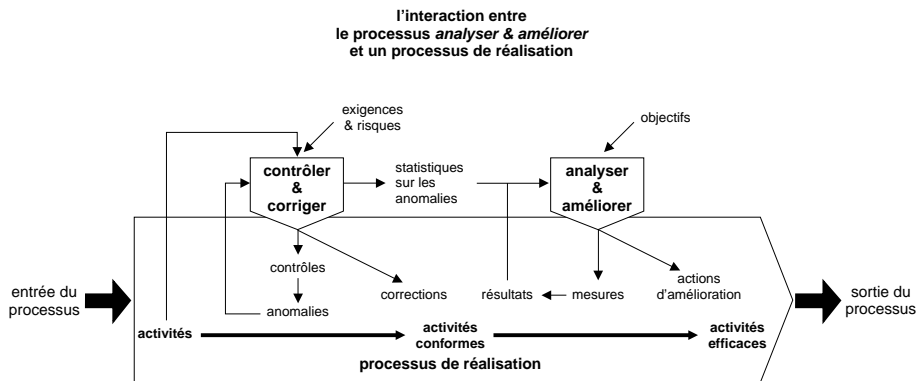 l'interaction entre
le processus analyser & améliorer
et un processus de réalisation
exigences
& risques
objectifs
contrôler
&
corriger
statistiques
sur les
anomalies
analyser
&
améliorer
contrôles
anomalies
corrections
résultats
mesures
actions
d'amélioration
entrée du
processus
sortie du
processus
activités
activités
conformes
activités
efficaces
processus de réalisation